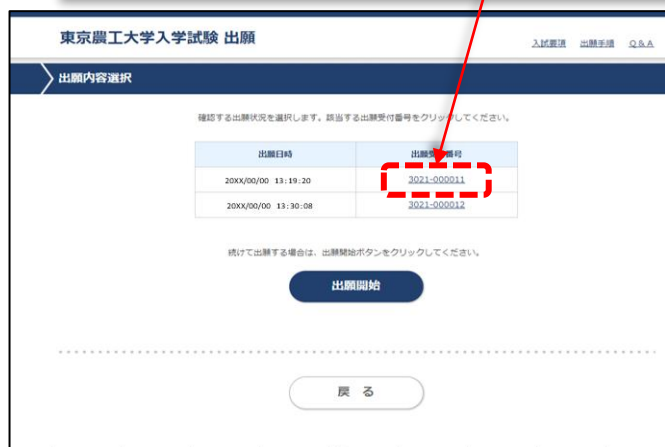 東京農工大学入学試験 出願
入試要項 出願手順 Q&A
出願内容選択
確認する出願状況を選択します。該当する出願受付番号をクリックしてください。
出願日時 出願受付番号
20XX/00/00 13:19:20 3021-000011
20XX/00/00 13:30:08 3021-000012
続けて出願する場合は、出願開始ボタンをクリックしてください。
出願開始
戻る